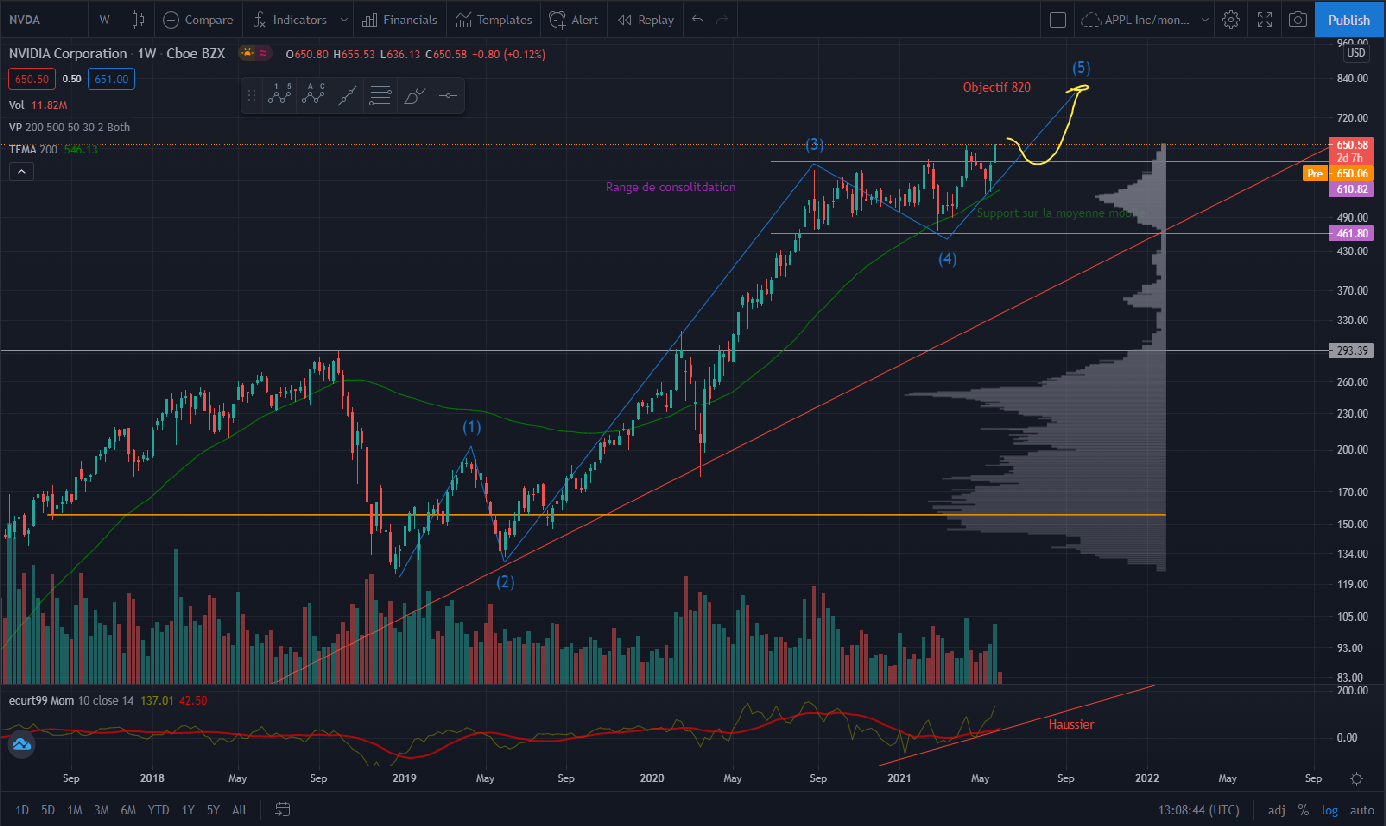 NVDA W Compare Indicators Financials Templates Alert Replay APPL Inc/mon... Publish
NVIDIA Corporation · 1W · Cboe BZX O650.80 H655.53 L636.13 C650.58 -0.80 (+0.12%)
650.50 0.50 651.00
1 5 A C
Vol 11.82M
VP 200 500 50 30 2 Both
TEMA 200 546.13
960.00
USD
840.00
720.00
650.58
2d 7h
Pre 650.06
610.82
490.00
461.80
430.00
370.00
330.00
293.39
260.00
230.00
200.00
170.00
150.00
134.00
119.00
105.00
93.00
83.00
(5)
Objectif 820
(3)
Range de consolitdation
Support sur la moyenne mob
(4)
(1)
(2)
ecurt99 Mom 10 close 14 137.01 42.50
200.00
Haussier
0.00
Sep 2018 May Sep 2019 May Sep 2020 May Sep 2021 May Sep 2022 May Sep
1D 5D 1M 3M 6M YTD 1Y 5Y All 13:08:44 (UTC) adj % log auto